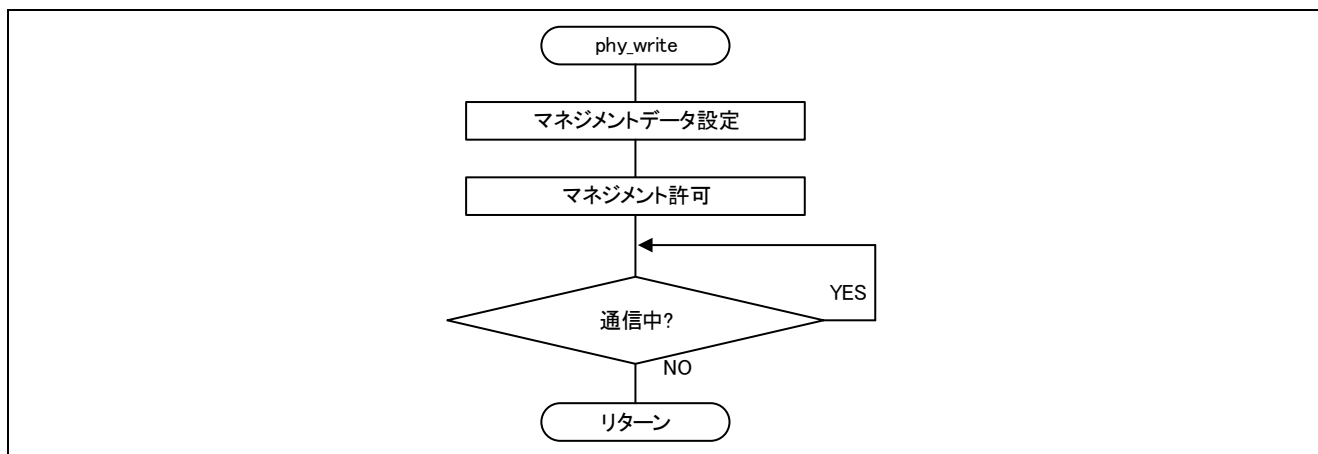 phy_write
マネジメントデータ設定
マネジメント許可
YES
通信中?
NO
リターン